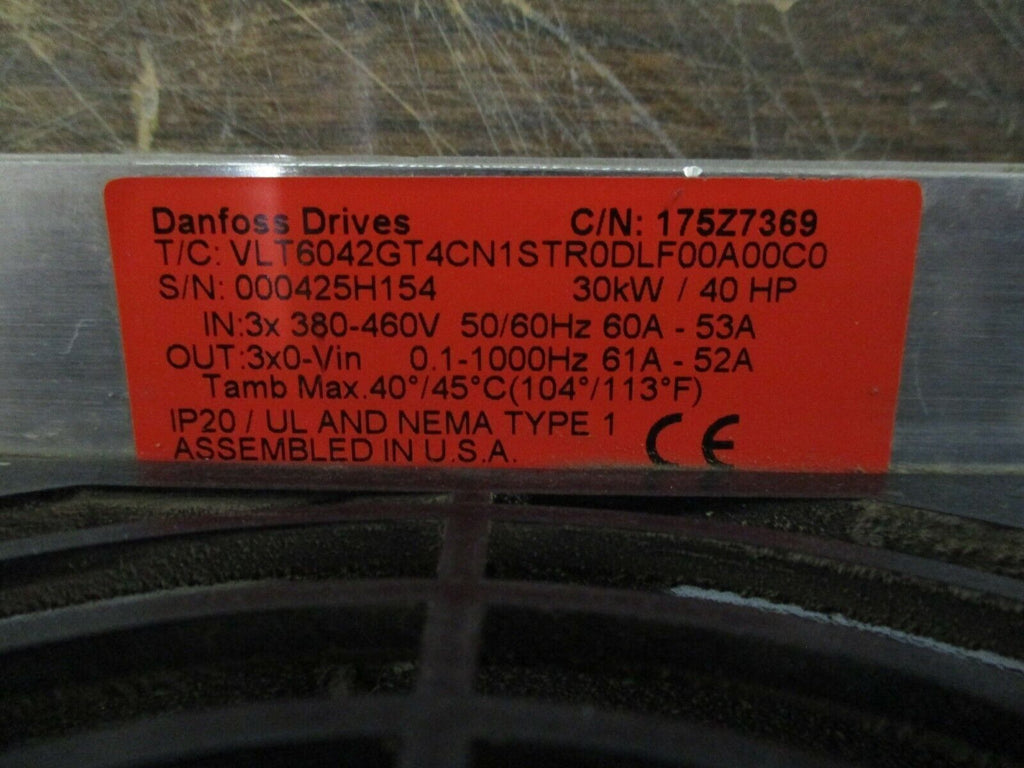 Danfoss Drives C/N: 175Z7369
T/C: VLT6042GT4CN1STR0DLF00A00C0
S/N: 000425H154 30kW / 40 HP
IN:3x 380-460V 50/60Hz 60A - 53A
OUT:3x0-Vin 0.1-1000Hz 61A - 52A
Tamb Max.40°/45°C(104°/113°F)
IP20 / UL AND NEMA TYPE 1
ASSEMBLED IN U.S.A. CE